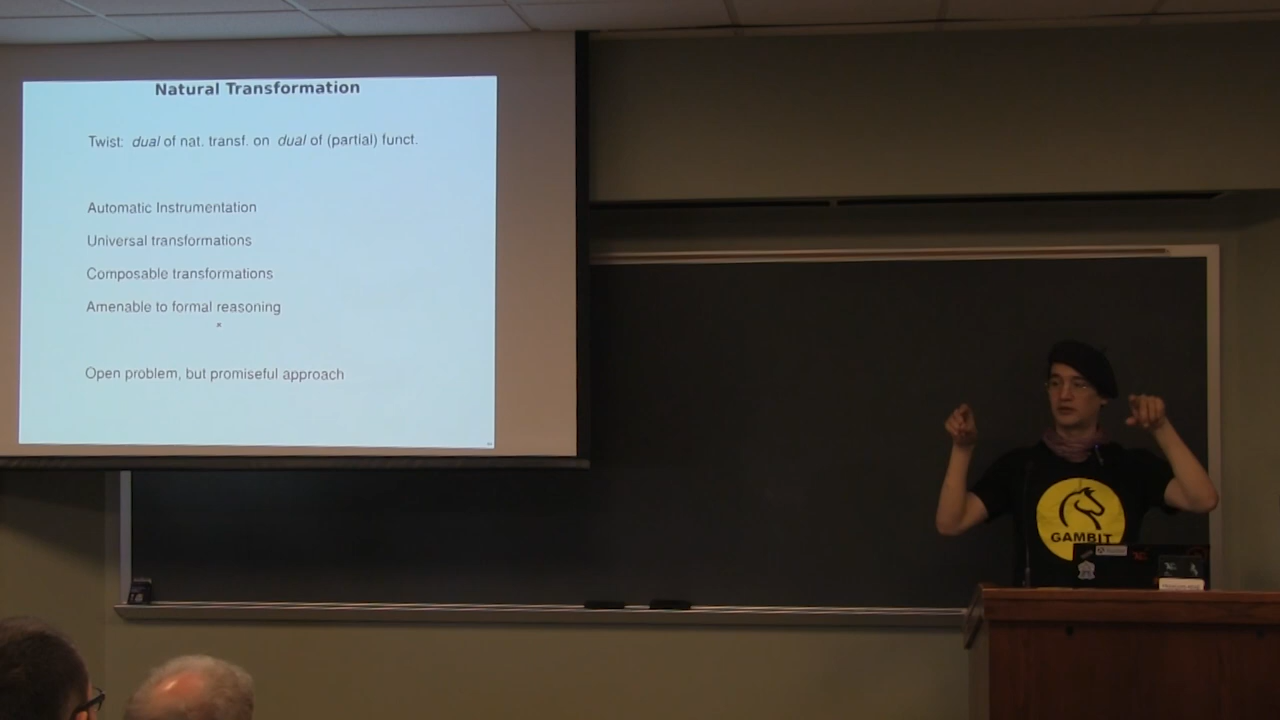 Natural Transformation
Twist: dual of nat. transf. on dual of (partial) funct.
Automatic Instrumentation
Universal transformations
Composable transformations
Amenable to formal reasoning
Open problem, but promiseful approach
GAMBIT